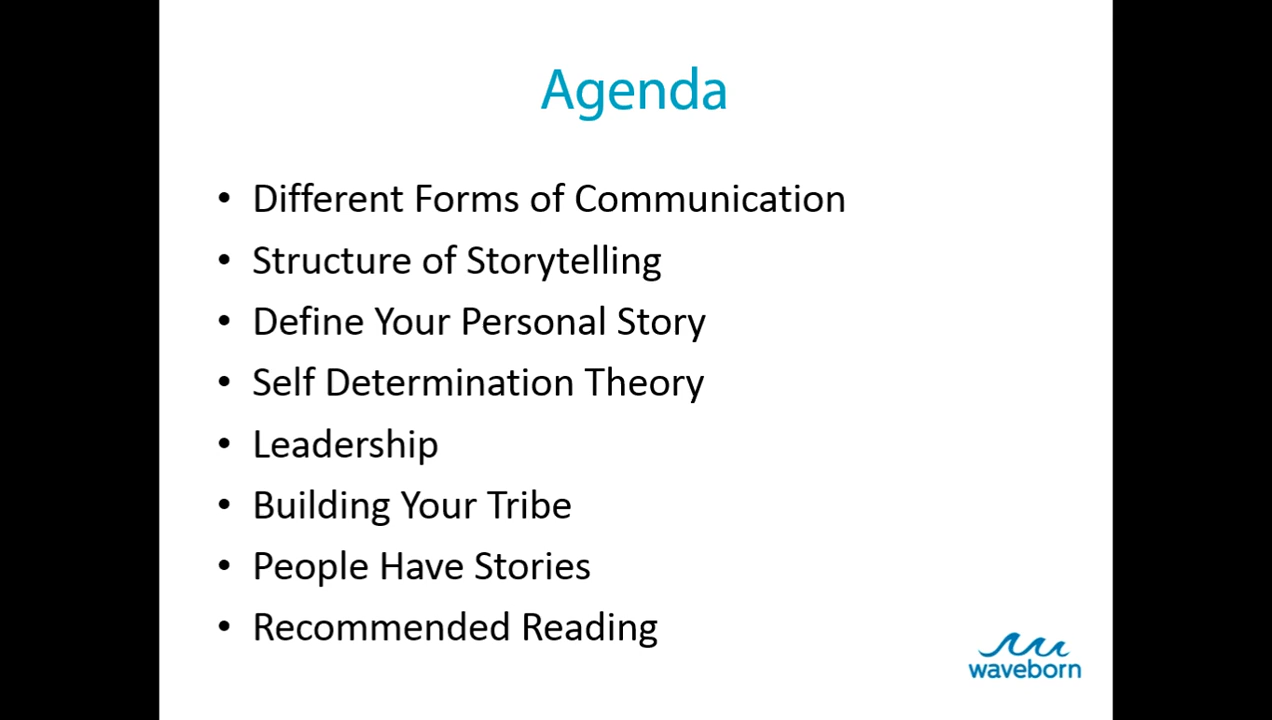 Agenda
• Different Forms of Communication
• Structure of Storytelling
• Define Your Personal Story
• Self Determination Theory
• Leadership
• Building Your Tribe
• People Have Stories
• Recommended Reading
waveborn